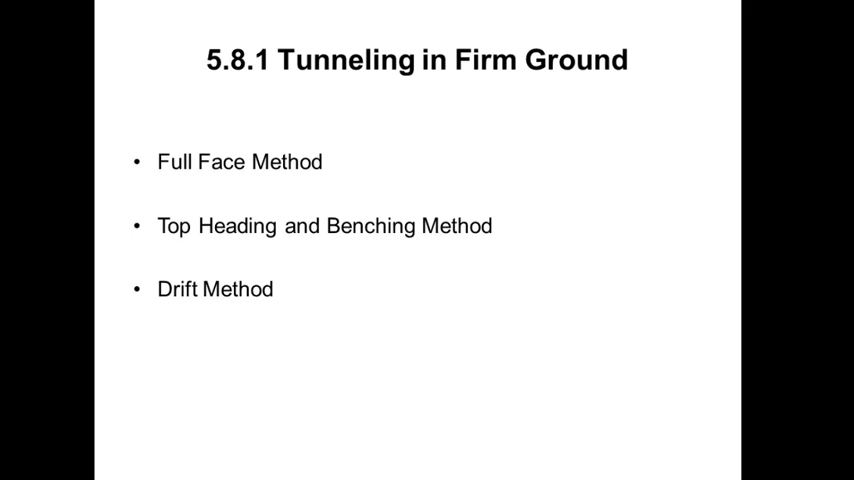 5.8.1 Tunneling in Firm Ground
• Full Face Method
• Top Heading and Benching Method
• Drift Method